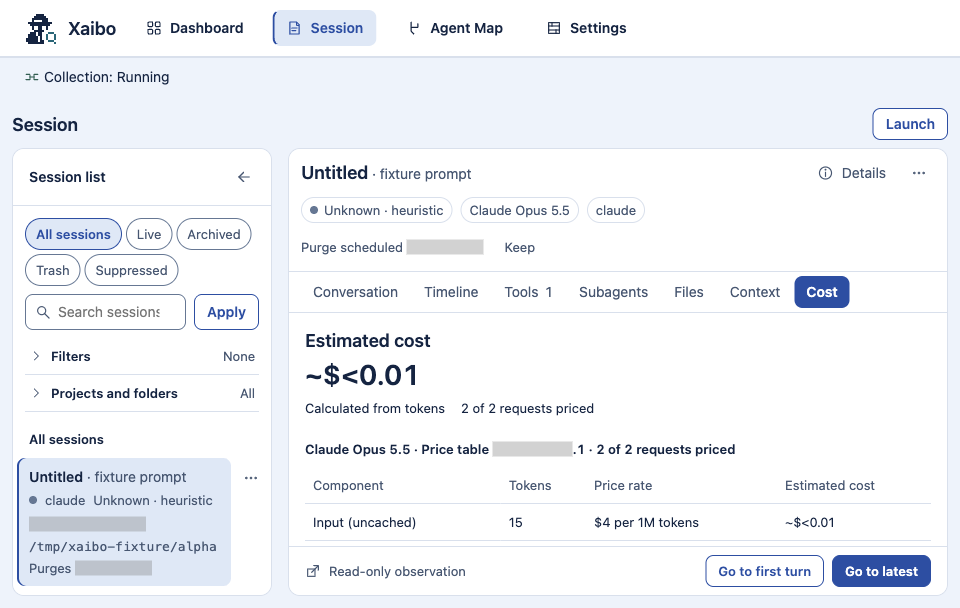 Xaibo Dashboard Session Agent Map Settings
Collection: Running
Session Launch
Session list
All sessions Live Archived
Trash Suppressed
Search sessions Apply
Filters None
Projects and folders All
All sessions
Untitled · fixture prompt
claude Unknown · heuristic
/tmp/xaibo-fixture/alpha
Purges
Untitled · fixture prompt Details
Unknown · heuristic Claude Opus 5.5 claude
Purge scheduled Keep
Conversation Timeline Tools 1 Subagents Files Context Cost
Estimated cost
~$<0.01
Calculated from tokens 2 of 2 requests priced
Claude Opus 5.5 · Price table .1 · 2 of 2 requests priced
Component Tokens Price rate Estimated cost
Input (uncached) 15 $4 per 1M tokens ~$<0.01
Read-only observation Go to first turn Go to latest